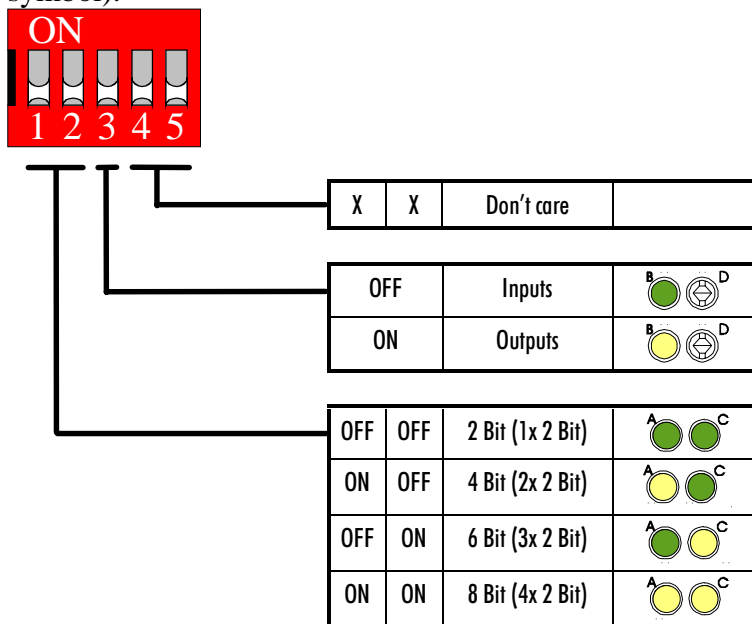 symbol).
ON
1 2 3 4 5
X X Don't care
OFF Inputs B D
ON Outputs B D
OFF OFF 2 Bit (1x 2 Bit) A C
ON OFF 4 Bit (2x 2 Bit) A C
OFF ON 6 Bit (3x 2 Bit) A C
ON ON 8 Bit (4x 2 Bit) A C